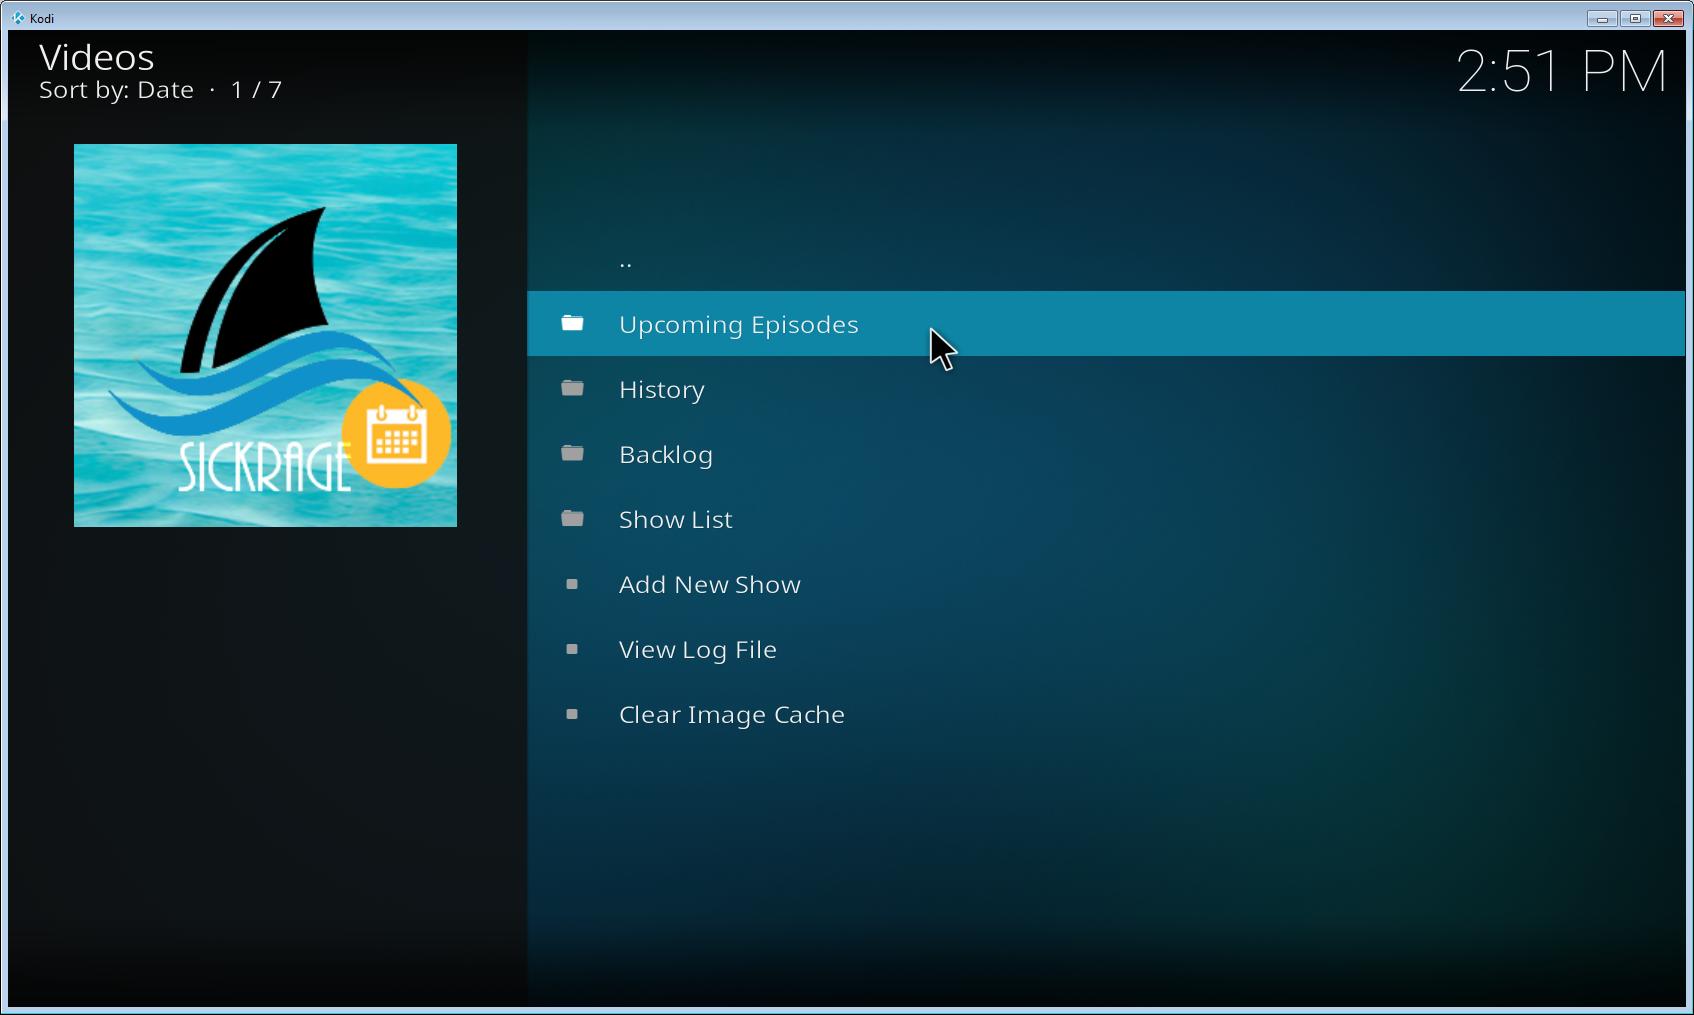 Kodi
Videos
Sort by: Date · 1 / 7
2:51 PM
SICKRAGE
..
Upcoming Episodes
History
Backlog
Show List
Add New Show
View Log File
Clear Image Cache